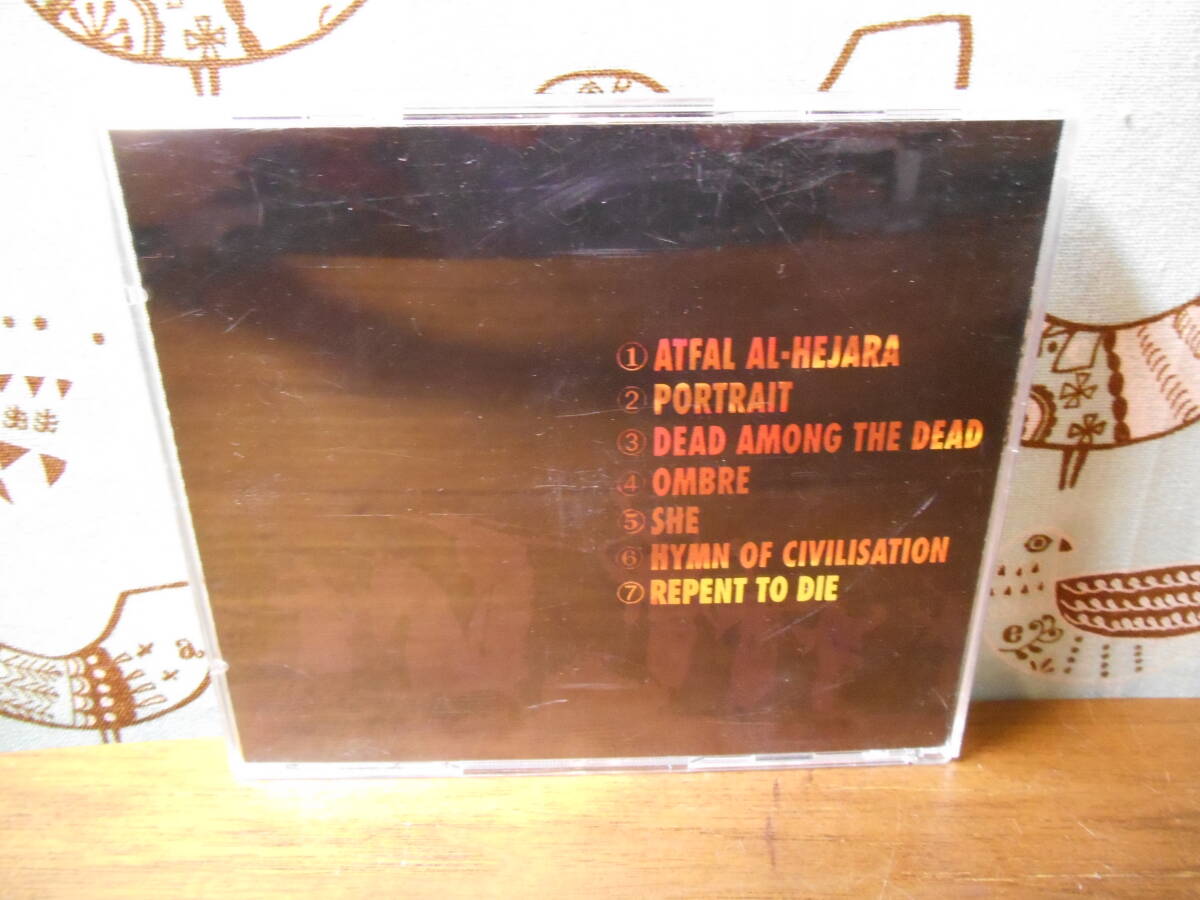 ① ATFAL AL-HEJARA
② PORTRAIT
③ DEAD AMONG THE DEAD
④ OMBRE
⑤ SHE
⑥ HYMN OF CIVILISATION
⑦ REPENT TO DIE